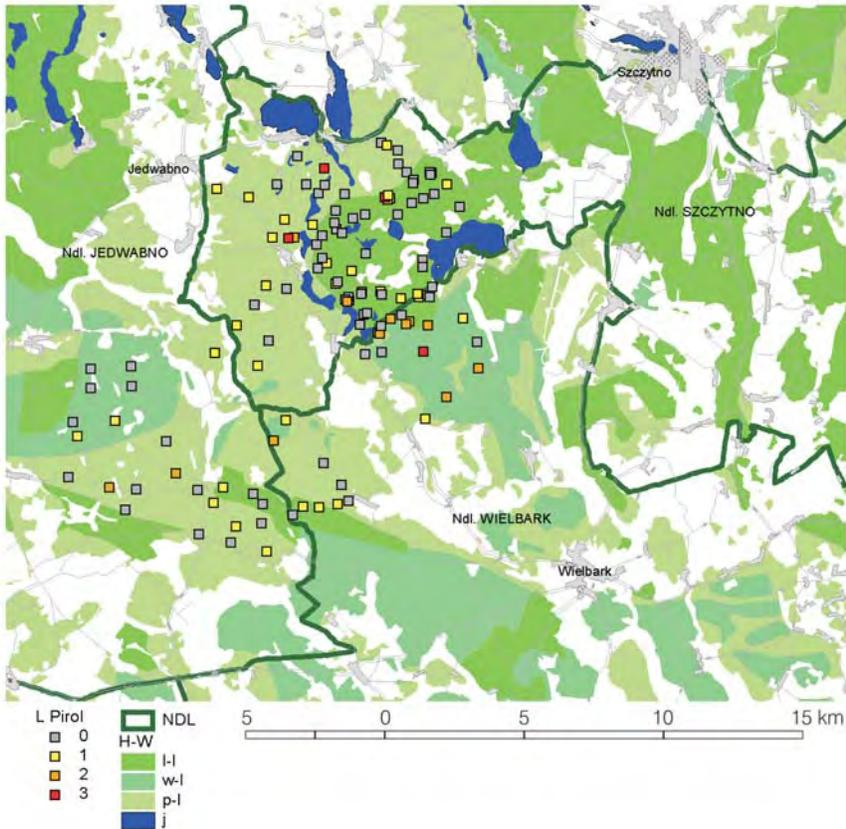 Szczytno
Jedwabno
Ndl. SZCZYTNO
Ndl. JEDWABNO
Ndl. WIELBARK
Wielbark
L Pirol
0
1
2
3
NDL
H-W
l-l
w-l
p-l
j
5 0 5 10 15 km